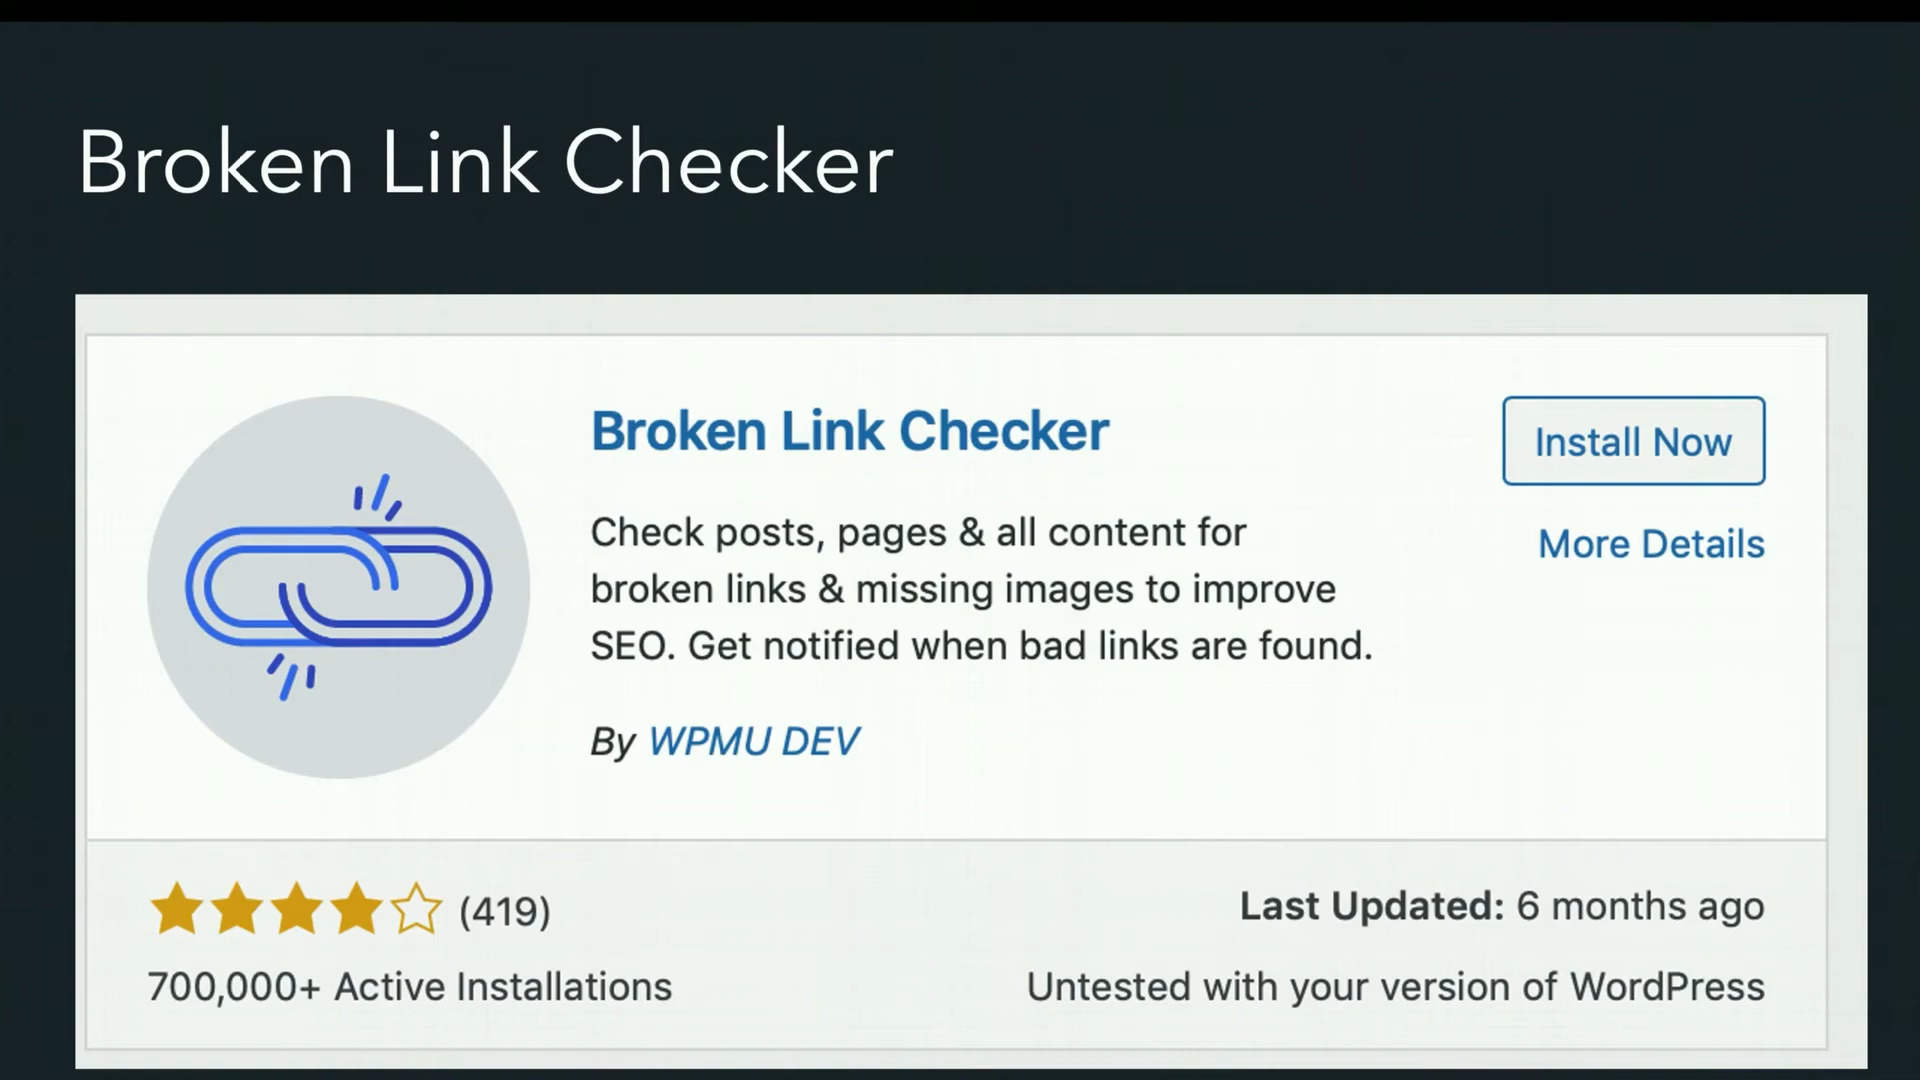 Broken Link Checker
Broken Link Checker
Install Now
Check posts, pages & all content for
broken links & missing images to improve
SEO. Get notified when bad links are found.
More Details
By WPMU DEV
(419)
Last Updated: 6 months ago
700,000+ Active Installations
Untested with your version of WordPress